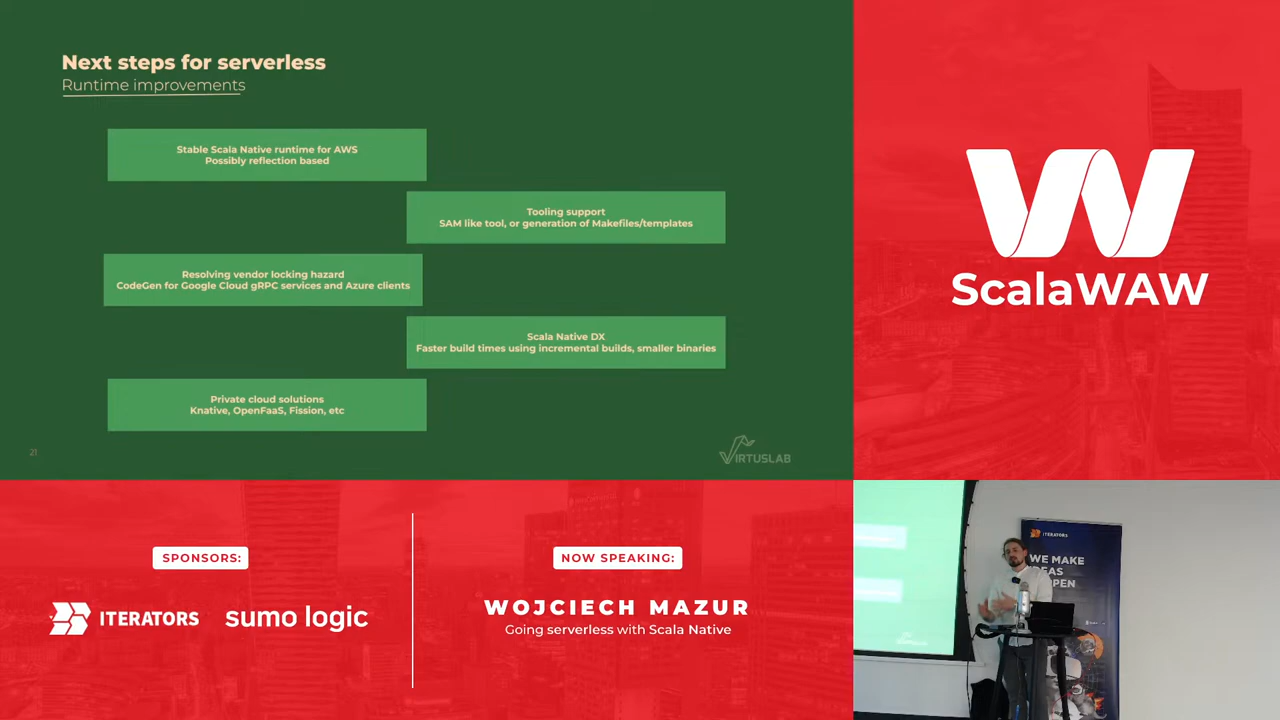 Next steps for serverless
Runtime improvements
Stable Scala Native runtime for AWS
Possibly reflection based
Tooling support
SAM like tool, or generation of Makefiles/templates
Resolving vendor locking hazard
CodeGen for Google Cloud gRPC services and Azure clients
Scala Native DX
Faster build times using incremental builds, smaller binaries
Private cloud solutions
Knative, OpenFaaS, Fission, etc
21
VIRTUSLAB
ScalaWAW
SPONSORS:
ITERATORS
sumo logic
NOW SPEAKING:
WOJCIECH MAZUR
Going serverless with Scala Native
ITERATORS
WE MAKE